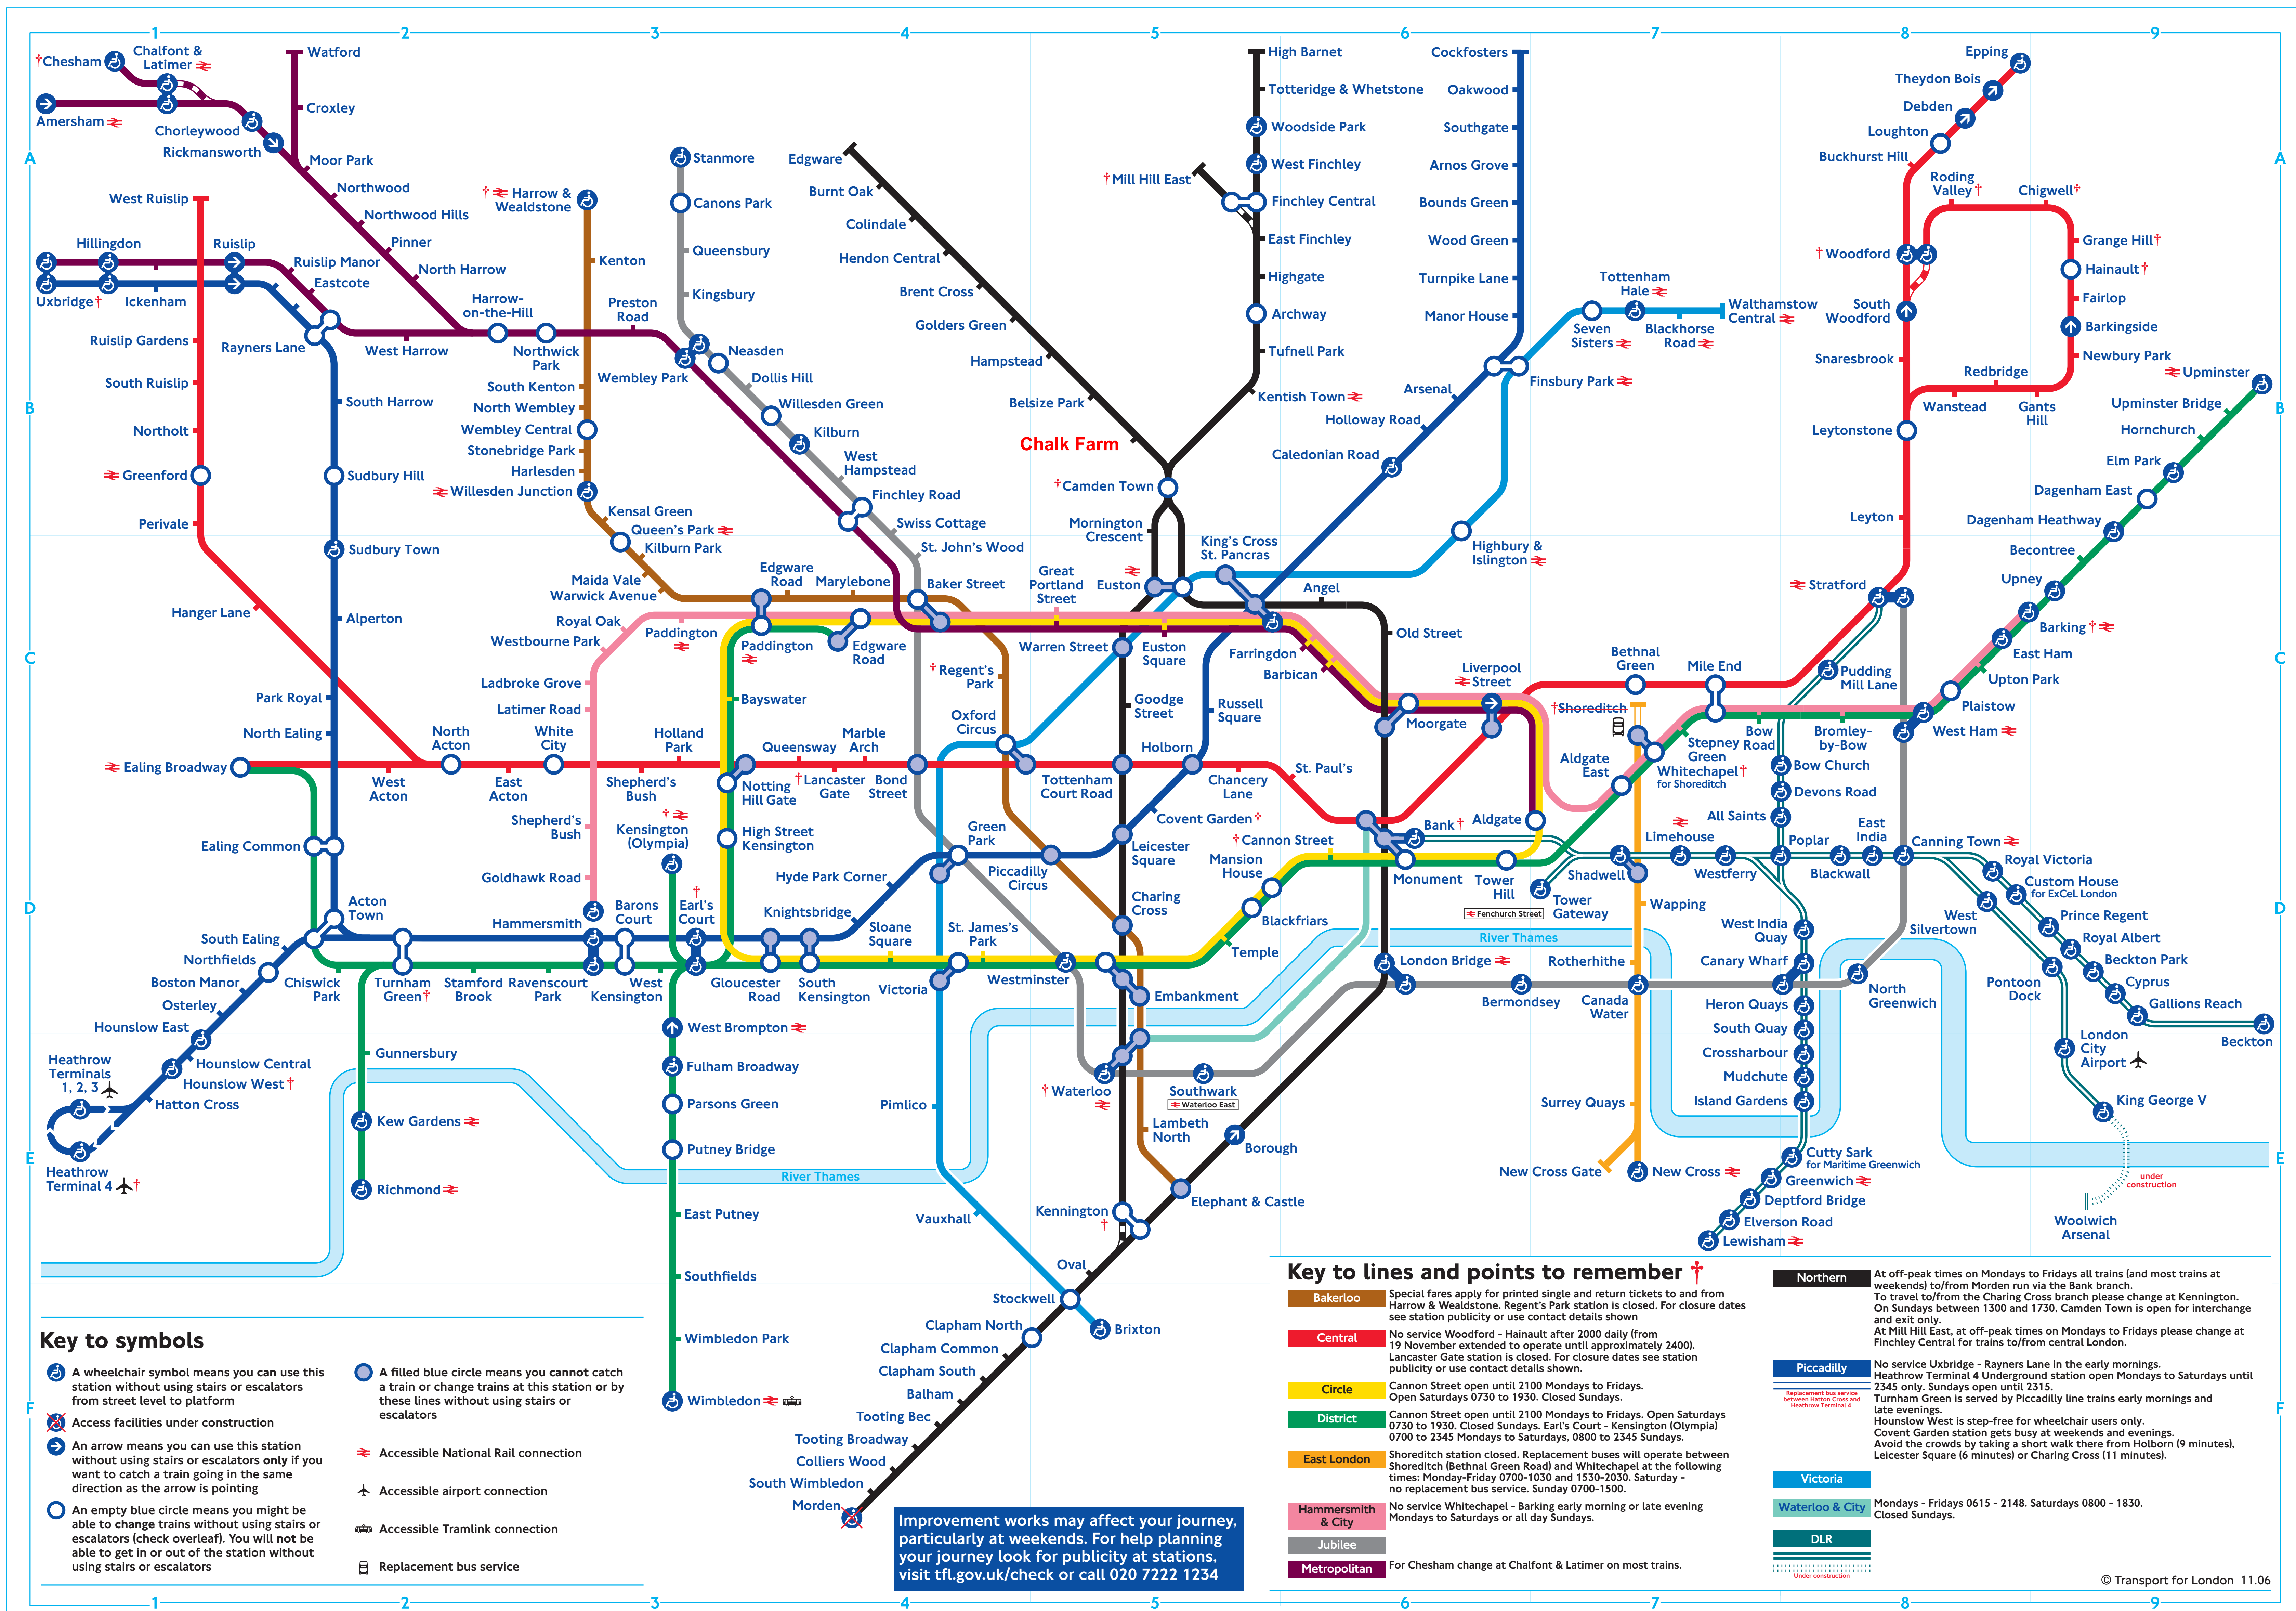 1 2 3 4 5 6 7 8 9
A
B
C
D
E
F
†Chesham
Chalfont &
Latimer
Amersham
Chorleywood
Rickmansworth
Watford
Croxley
Moor Park
Northwood
Northwood Hills
Pinner
North Harrow
Harrow-
on-the-Hill
Northwick
Park
Preston
Road
Wembley Park
West Harrow
West Ruislip
Hillingdon
Ruislip
Ruislip Manor
Eastcote
Uxbridge†
Ickenham
Rayners Lane
Ruislip Gardens
South Ruislip
Northolt
Greenford
Perivale
Hanger Lane
South Harrow
Sudbury Hill
Sudbury Town
Alperton
Park Royal
North Ealing
† Harrow &
Wealdstone
Kenton
South Kenton
North Wembley
Wembley Central
Stonebridge Park
Harlesden
Willesden Junction
Kensal Green
Queen's Park
Kilburn Park
Maida Vale
Warwick Avenue
Edgware
Road
Marylebone
Baker Street
Stanmore
Canons Park
Queensbury
Kingsbury
Neasden
Dollis Hill
Willesden Green
Kilburn
West
Hampstead
Finchley Road
Swiss Cottage
St. John's Wood
Edgware
Burnt Oak
Colindale
Hendon Central
Brent Cross
Golders Green
Hampstead
Belsize Park
Chalk Farm
†Camden Town
Mornington
Crescent
Euston
High Barnet
Totteridge & Whetstone
Woodside Park
West Finchley
†Mill Hill East
Finchley Central
East Finchley
Highgate
Archway
Tufnell Park
Kentish Town
Cockfosters
Oakwood
Southgate
Arnos Grove
Bounds Green
Wood Green
Turnpike Lane
Manor House
Finsbury Park
Arsenal
Holloway Road
Caledonian Road
King's Cross
St. Pancras
Tottenham
Hale
Seven
Sisters
Blackhorse
Road
Walthamstow
Central
Highbury &
Islington
Epping
Theydon Bois
Debden
Loughton
Buckhurst Hill
Roding
Valley†
Chigwell†
Grange Hill†
Hainault†
Fairlop
Barkingside
Newbury Park
†Woodford
South
Woodford
Snaresbrook
Redbridge
Wanstead
Gants
Hill
Leytonstone
Leyton
Stratford
Upminster
Upminster Bridge
Hornchurch
Elm Park
Dagenham East
Dagenham Heathway
Becontree
Upney
Barking†
East Ham
Upton Park
Plaistow
West Ham
Royal Oak
Westbourne Park
Ladbroke Grove
Latimer Road
Paddington
Paddington
Edgware
Road
Bayswater
Great
Portland
Street
Warren Street
Euston
Square
Angel
Old Street
Farringdon
Barbican
Moorgate
Liverpool
Street
†Regent's
Park
Goodge
Street
Russell
Square
Oxford
Circus
Bethnal
Green
Mile End
Pudding
Mill Lane
†Shoreditch
Stepney
Green
Bow
Road
Bromley-
by-Bow
Whitechapel†
for Shoreditch
Aldgate
East
Aldgate
Bow Church
Devons Road
All Saints
Ealing Broadway
West
Acton
North
Acton
East
Acton
White
City
Shepherd's
Bush
Holland
Park
Notting
Hill Gate
Queensway
†Lancaster
Gate
Marble
Arch
Bond
Street
Tottenham
Court Road
Holborn
Chancery
Lane
St. Paul's
Bank†
Ealing Common
Shepherd's
Bush
Goldhawk Road
Hammersmith
†
Kensington
(Olympia)
High Street
Kensington
Green
Park
Hyde Park Corner
Knightsbridge
Piccadilly
Circus
Covent Garden†
Leicester
Square
Charing
Cross
†Cannon Street
Mansion
House
Monument
Tower
Hill
Fenchurch Street
Tower
Gateway
Blackfriars
Temple
Limehouse
Shadwell
Westferry
Poplar
East
India
Blackwall
Canning Town
Royal Victoria
Custom House
for ExCeL London
Prince Regent
Royal Albert
Beckton Park
Cyprus
Gallions Reach
Beckton
West
Silvertown
Pontoon
Dock
London
City
Airport
King George V
under
construction
Woolwich
Arsenal
Acton
Town
South Ealing
Northfields
Boston Manor
Osterley
Hounslow East
Hounslow Central
Hounslow West†
Hatton Cross
Heathrow
Terminals
1, 2, 3
Heathrow
Terminal 4 †
Chiswick
Park
Turnham
Green†
Stamford
Brook
Ravenscourt
Park
Barons
Court
West
Kensington
†
Earl's
Court
Gloucester
Road
South
Kensington
Sloane
Square
Victoria
St. James's
Park
Westminster
Embankment
River Thames
London Bridge
Bermondsey
Wapping
Rotherhithe
Canada
Water
Surrey Quays
New Cross Gate
New Cross
West India
Quay
Canary Wharf
Heron Quays
South Quay
Crossharbour
Mudchute
Island Gardens
Cutty Sark
for Maritime Greenwich
Greenwich
Deptford Bridge
Elverson Road
Lewisham
North
Greenwich
Gunnersbury
Kew Gardens
Richmond
West Brompton
Fulham Broadway
Parsons Green
Putney Bridge
East Putney
Southfields
Wimbledon Park
Wimbledon
River Thames
Pimlico
Vauxhall
†Waterloo
Southwark
Waterloo East
Lambeth
North
Borough
Elephant & Castle
Kennington
†
Oval
Stockwell
Brixton
Clapham North
Clapham Common
Clapham South
Balham
Tooting Bec
Tooting Broadway
Colliers Wood
South Wimbledon
Morden
Key to symbols
A wheelchair symbol means you can use this
station without using stairs or escalators
from street level to platform
Access facilities under construction
An arrow means you can use this station
without using stairs or escalators only if you
want to catch a train going in the same
direction as the arrow is pointing
An empty blue circle means you might be
able to change trains without using stairs or
escalators (check overleaf). You will not be
able to get in or out of the station without
using stairs or escalators
A filled blue circle means you cannot catch
a train or change trains at this station or by
these lines without using stairs or
escalators
Accessible National Rail connection
Accessible airport connection
Accessible Tramlink connection
Replacement bus service
Improvement works may affect your journey,
particularly at weekends. For help planning
your journey look for publicity at stations,
visit tfl.gov.uk/check or call 020 7222 1234
Key to lines and points to remember †
Bakerloo
Special fares apply for printed single and return tickets to and from
Harrow & Wealdstone. Regent's Park station is closed. For closure dates
see station publicity or use contact details shown
Central
No service Woodford - Hainault after 2000 daily (from
19 November extended to operate until approximately 2400).
Lancaster Gate station is closed. For closure dates see station
publicity or use contact details shown.
Circle
Cannon Street open until 2100 Mondays to Fridays.
Open Saturdays 0730 to 1930. Closed Sundays.
District
Cannon Street open until 2100 Mondays to Fridays. Open Saturdays
0730 to 1930. Closed Sundays. Earl's Court - Kensington (Olympia)
0700 to 2345 Mondays to Saturdays, 0800 to 2345 Sundays.
East London
Shoreditch station closed. Replacement buses will operate between
Shoreditch (Bethnal Green Road) and Whitechapel at the following
times: Monday-Friday 0700-1030 and 1530-2030. Saturday -
no replacement bus service. Sunday 0700-1500.
Hammersmith
& City
No service Whitechapel - Barking early morning or late evening
Mondays to Saturdays or all day Sundays.
Jubilee
Metropolitan
For Chesham change at Chalfont & Latimer on most trains.
Northern
At off-peak times on Mondays to Fridays all trains (and most trains at
weekends) to/from Morden run via the Bank branch.
To travel to/from the Charing Cross branch please change at Kennington.
On Sundays between 1300 and 1730, Camden Town is open for interchange
and exit only.
At Mill Hill East, at off-peak times on Mondays to Fridays please change at
Finchley Central for trains to/from central London.
Piccadilly
Replacement bus service
between Hatton Cross and
Heathrow Terminal 4
No service Uxbridge - Rayners Lane in the early mornings.
Heathrow Terminal 4 Underground station open Mondays to Saturdays until
2345 only. Sundays open until 2315.
Turnham Green is served by Piccadilly line trains early mornings and
late evenings.
Hounslow West is step-free for wheelchair users only.
Covent Garden station gets busy at weekends and evenings.
Avoid the crowds by taking a short walk there from Holborn (9 minutes),
Leicester Square (6 minutes) or Charing Cross (11 minutes).
Victoria
Waterloo & City
Mondays - Fridays 0615 - 2148. Saturdays 0800 - 1830.
Closed Sundays.
DLR
Under construction
© Transport for London 11.06
1 2 3 4 5 6 7 8 9